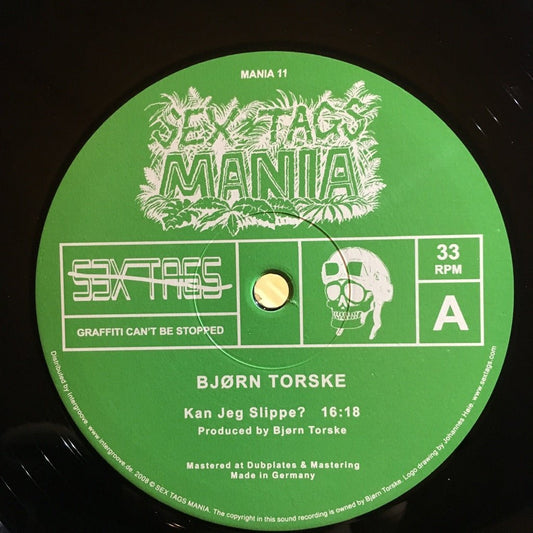 MANIA 11
SEX TAGS
MANIA
SEX TAGS
GRAFFITI CAN'T BE STOPPED
33
RPM
A
BJØRN TORSKE
Kan Jeg Slippe? 16:18
Produced by Bjørn Torske
Mastered at Dubplates & Mastering
Made in Germany
Distributed by Intergroove. www.intergroove.de. 2008 © SEX TAGS MANIA. The copyright in this sound recording is owned by Bjørn Torske. Logo drawing by Johannes Høie. www.sextags.com